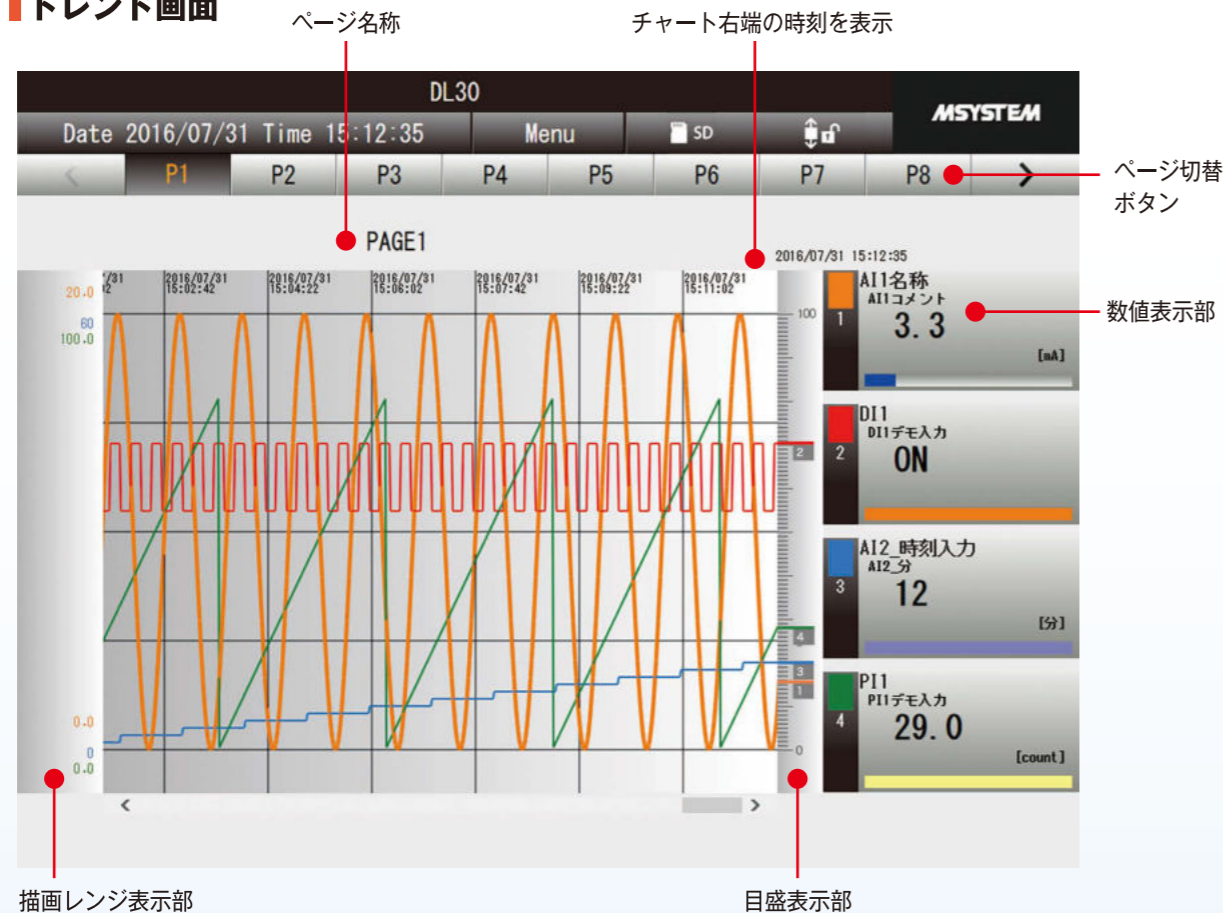 トレンド画面
ページ名称
チャート右端の時刻を表示
DL30
MSYSTEM
Date 2016/07/31 Time 15:12:35
Menu
SD
<
P1
P2
P3
P4
P5
P6
P7
P8
>
ページ切替
ボタン
PAGE1
2016/07/31 15:12:35
2016/07/31
15:02:42
2016/07/31
15:04:22
2016/07/31
15:06:02
2016/07/31
15:07:42
2016/07/31
15:09:22
2016/07/31
15:11:02
20.0
60
100.0
100
2
4
3
1
0
0.0
0
0.0
1
AI1名称
AI1コメント
3.3
[mA]
数値表示部
2
DI1
DI1デモ入力
ON
3
AI2_時刻入力
AI2_分
12
[分]
4
PI1
PI1デモ入力
29.0
[count]
<
>
描画レンジ表示部
目盛表示部